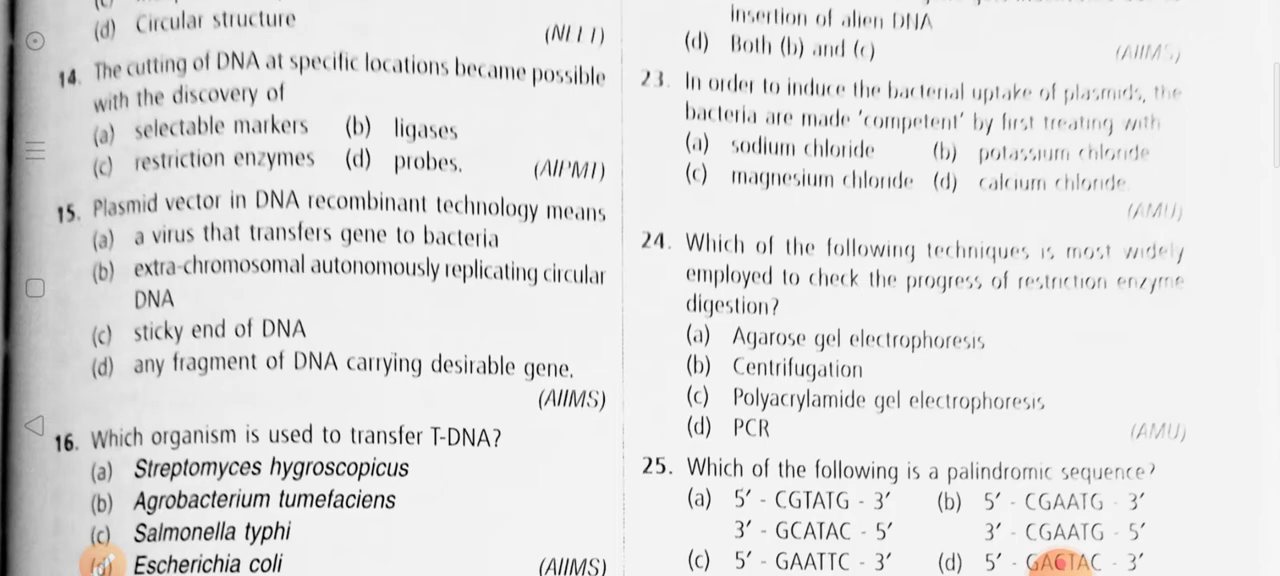 (d) Circular structure
(NEET)
14. The cutting of DNA at specific locations became possible
with the discovery of
(a) selectable markers (b) ligases
(c) restriction enzymes (d) probes.
(AIPMT)
15. Plasmid vector in DNA recombinant technology means
(a) a virus that transfers gene to bacteria
(b) extra-chromosomal autonomously replicating circular
DNA
(c) sticky end of DNA
(d) any fragment of DNA carrying desirable gene.
(AIIMS)
16. Which organism is used to transfer T-DNA?
(a) Streptomyces hygroscopicus
(b) Agrobacterium tumefaciens
(c) Salmonella typhi
(d) Escherichia coli
(AIIMS)
insertion of alien DNA
(d) Both (b) and (c)
(AIIMS)
23. In order to induce the bacterial uptake of plasmids, the
bacteria are made 'competent' by first treating with
(a) sodium chloride (b) potassium chloride
(c) magnesium chloride (d) calcium chloride.
(AMU)
24. Which of the following techniques is most widely
employed to check the progress of restriction enzyme
digestion?
(a) Agarose gel electrophoresis
(b) Centrifugation
(c) Polyacrylamide gel electrophoresis
(d) PCR
(AMU)
25. Which of the following is a palindromic sequence?
(a) 5′ - CGTATG - 3′ (b) 5′ - CGAATG - 3′
3′ - GCATAC - 5′ 3′ - CGAATG - 5′
(c) 5′ - GAATTC - 3′ (d) 5′ - GACTAC - 3′